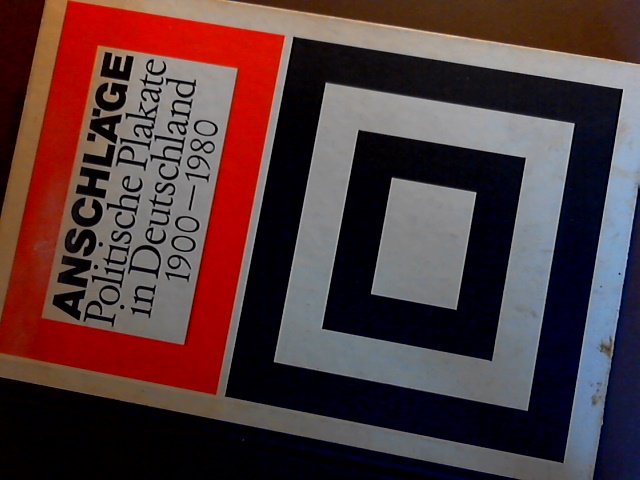 ANSCHLÄGE
Politische Plakate
in Deutschland
1900–1980